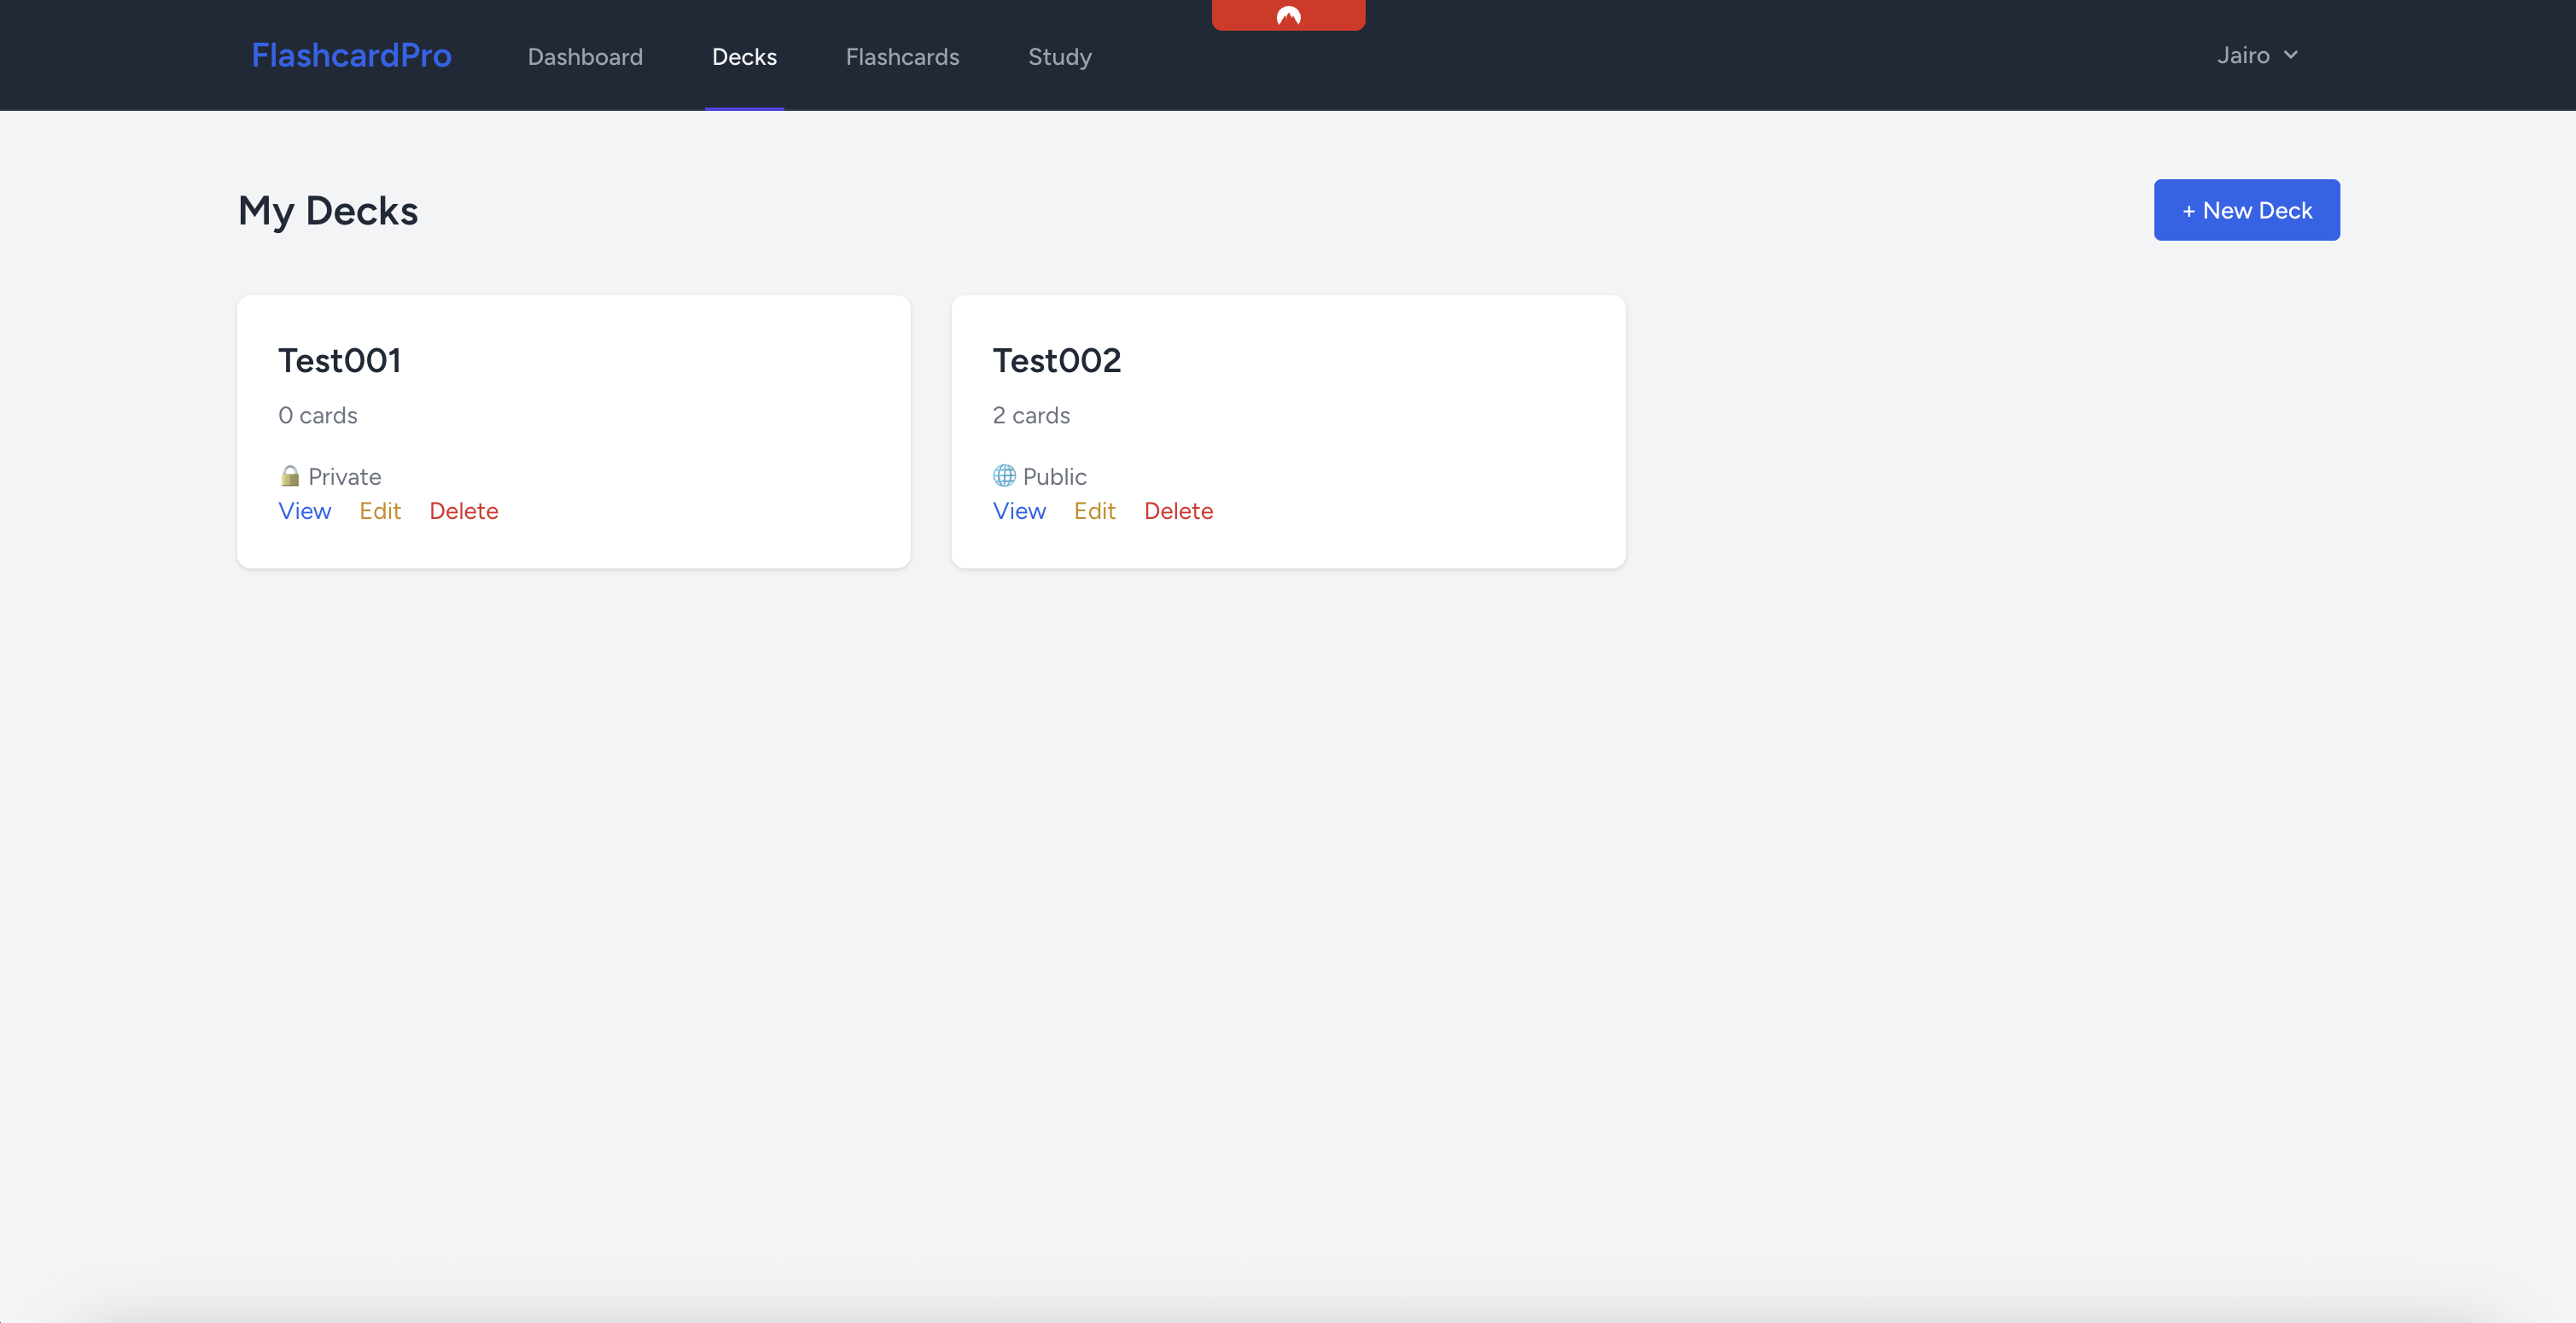 FlashcardPro Dashboard Decks Flashcards Study Jairo
My Decks
+ New Deck
Test001
0 cards
Private
View Edit Delete
Test002
2 cards
Public
View Edit Delete